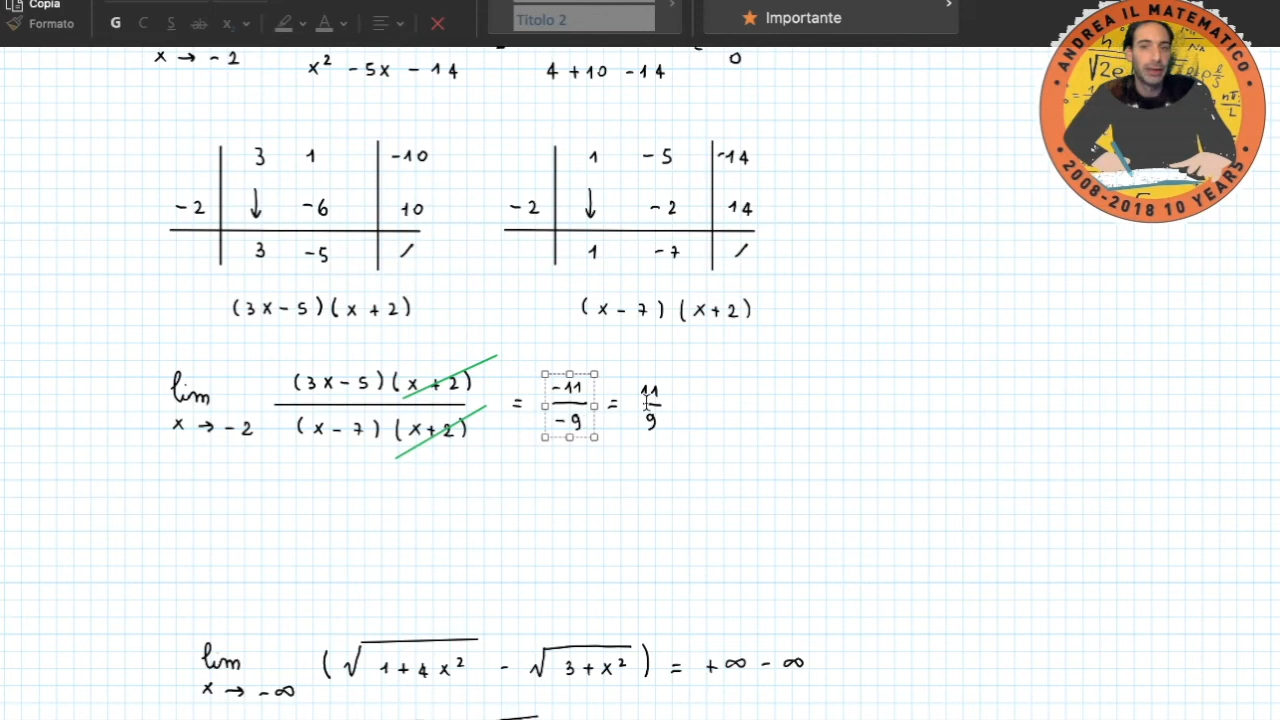 Copia
Formato
G C S ab x
A
Titolo 2
Importante
ANDREA IL MATEMATICO
2008-2018 10 YEARS
x → -2 x² - 5x - 14 4 + 10 - 14 0
3 1 -10 1 -5 -14
-2 ↓ -6 10 -2 ↓ -2 14
3 -5 / 1 -7 /
(3x - 5)(x + 2) (x - 7)(x + 2)
lim (3x - 5)(x + 2) = -11 = 11
x → -2 (x - 7)(x + 2) -9 9
lim (√1 + 4x² - √3 + x²) = +∞ - ∞
x → -∞